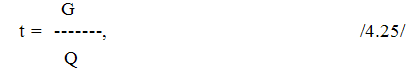 G
t = -------, /4.25/
Q